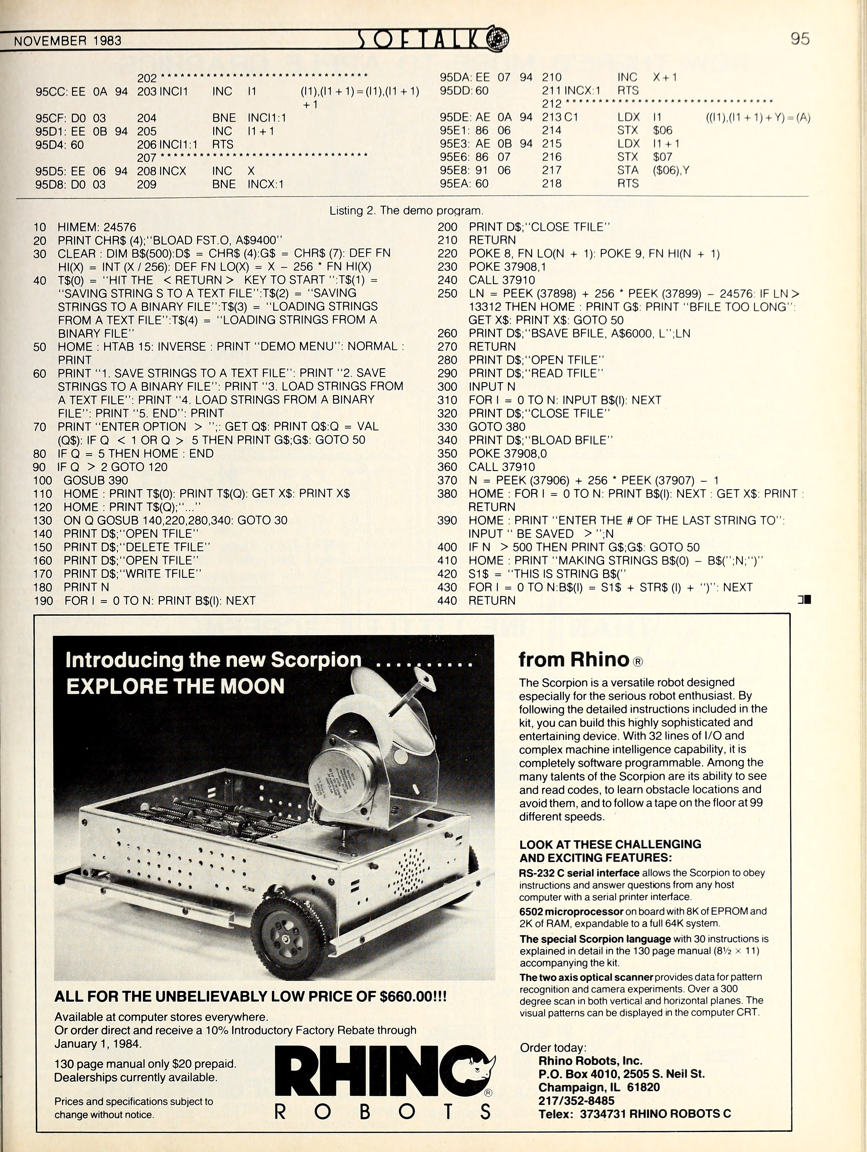 NOVEMBER 1983
SOFTALK
95
202 *********************************
95CC: EE 0A 94 203 INCI1 INC I1 (I1),(I1 + 1) = (I1),(I1 + 1)
+ 1
95CF: D0 03 204 BNE INCI1:1
95D1: EE 0B 94 205 INC I1 + 1
95D4: 60 206 INCI1:1 RTS
207 *********************************
95D5: EE 06 94 208 INCX INC X
95D8: D0 03 209 BNE INCX:1
95DA: EE 07 94 210 INC X + 1
95DD: 60 211 INCX:1 RTS
212 *********************************
95DE: AE 0A 94 213 C1 LDX I1 ((I1),(I1 + 1) + Y) = (A)
95E1: 86 06 214 STX $06
95E3: AE 0B 94 215 LDX I1 + 1
95E6: 86 07 216 STX $07
95E8: 91 06 217 STA ($06),Y
95EA: 60 218 RTS
Listing 2. The demo program.
10 HIMEM: 24576
20 PRINT CHR$ (4);"BLOAD FST.O, A$9400"
30 CLEAR : DIM B$(500):D$ = CHR$ (4):G$ = CHR$ (7): DEF FN
HI(X) = INT (X / 256): DEF FN LO(X) = X - 256 * FN HI(X)
40 T$(0) = "HIT THE < RETURN > KEY TO START ":T$(1) =
"SAVING STRING S TO A TEXT FILE":T$(2) = "SAVING
STRINGS TO A BINARY FILE":T$(3) = "LOADING STRINGS
FROM A TEXT FILE":T$(4) = "LOADING STRINGS FROM A
BINARY FILE"
50 HOME : HTAB 15: INVERSE : PRINT "DEMO MENU": NORMAL :
PRINT
60 PRINT "1. SAVE STRINGS TO A TEXT FILE": PRINT "2. SAVE
STRINGS TO A BINARY FILE": PRINT "3. LOAD STRINGS FROM
A TEXT FILE": PRINT "4. LOAD STRINGS FROM A BINARY
FILE": PRINT "5. END": PRINT
70 PRINT "ENTER OPTION > ";: GET Q$: PRINT Q$:Q = VAL
(Q$): IF Q < 1 OR Q > 5 THEN PRINT G$;G$: GOTO 50
80 IF Q = 5 THEN HOME : END
90 IF Q > 2 GOTO 120
100 GOSUB 390
110 HOME : PRINT T$(0): PRINT T$(Q): GET X$: PRINT X$
120 HOME : PRINT T$(Q);"..."
130 ON Q GOSUB 140,220,280,340: GOTO 30
140 PRINT D$;"OPEN TFILE"
150 PRINT D$;"DELETE TFILE"
160 PRINT D$;"OPEN TFILE"
170 PRINT D$;"WRITE TFILE"
180 PRINT N
190 FOR I = 0 TO N: PRINT B$(I): NEXT
200 PRINT D$;"CLOSE TFILE"
210 RETURN
220 POKE 8, FN LO(N + 1): POKE 9, FN HI(N + 1)
230 POKE 37908,1
240 CALL 37910
250 LN = PEEK (37898) + 256 * PEEK (37899) - 24576: IF LN >
13312 THEN HOME : PRINT G$: PRINT "BFILE TOO LONG":
GET X$: PRINT X$: GOTO 50
260 PRINT D$;"BSAVE BFILE, A$6000, L";LN
270 RETURN
280 PRINT D$;"OPEN TFILE"
290 PRINT D$;"READ TFILE"
300 INPUT N
310 FOR I = 0 TO N: INPUT B$(I): NEXT
320 PRINT D$;"CLOSE TFILE"
330 GOTO 380
340 PRINT D$;"BLOAD BFILE"
350 POKE 37908,0
360 CALL 37910
370 N = PEEK (37906) + 256 * PEEK (37907) - 1
380 HOME : FOR I = 0 TO N: PRINT B$(I): NEXT : GET X$: PRINT :
RETURN
390 HOME : PRINT "ENTER THE # OF THE LAST STRING TO":
INPUT " BE SAVED > ";N
400 IF N > 500 THEN PRINT G$;G$: GOTO 50
410 HOME : PRINT "MAKING STRINGS B$(0) - B$(";N;")"
420 S1$ = "THIS IS STRING B$("
430 FOR I = 0 TO N:B$(I) = S1$ + STR$ (I) + ")": NEXT
440 RETURN
Introducing the new Scorpion ..........
EXPLORE THE MOON
from Rhino ®
The Scorpion is a versatile robot designed
especially for the serious robot enthusiast. By
following the detailed instructions included in the
kit, you can build this highly sophisticated and
entertaining device. With 32 lines of I/O and
complex machine intelligence capability, it is
completely software programmable. Among the
many talents of the Scorpion are its ability to see
and read codes, to learn obstacle locations and
avoid them, and to follow a tape on the floor at 99
different speeds.
LOOK AT THESE CHALLENGING
AND EXCITING FEATURES:
RS-232 C serial interface allows the Scorpion to obey
instructions and answer questions from any host
computer with a serial printer interface.
6502 microprocessor on board with 8K of EPROM and
2K of RAM, expandable to a full 64K system.
The special Scorpion language with 30 instructions is
explained in detail in the 130 page manual (8½ × 11)
accompanying the kit.
The two axis optical scanner provides data for pattern
recognition and camera experiments. Over a 300
degree scan in both vertical and horizontal planes. The
visual patterns can be displayed in the computer CRT.
ALL FOR THE UNBELIEVABLY LOW PRICE OF $660.00!!!
Available at computer stores everywhere.
Or order direct and receive a 10% Introductory Factory Rebate through
January 1, 1984.
130 page manual only $20 prepaid.
Dealerships currently available.
Prices and specifications subject to
change without notice.
RHINO ®
ROBOTS
Order today:
Rhino Robots, Inc.
P.O. Box 4010, 2505 S. Neil St.
Champaign, IL 61820
217/352-8485
Telex: 3734731 RHINO ROBOTS C